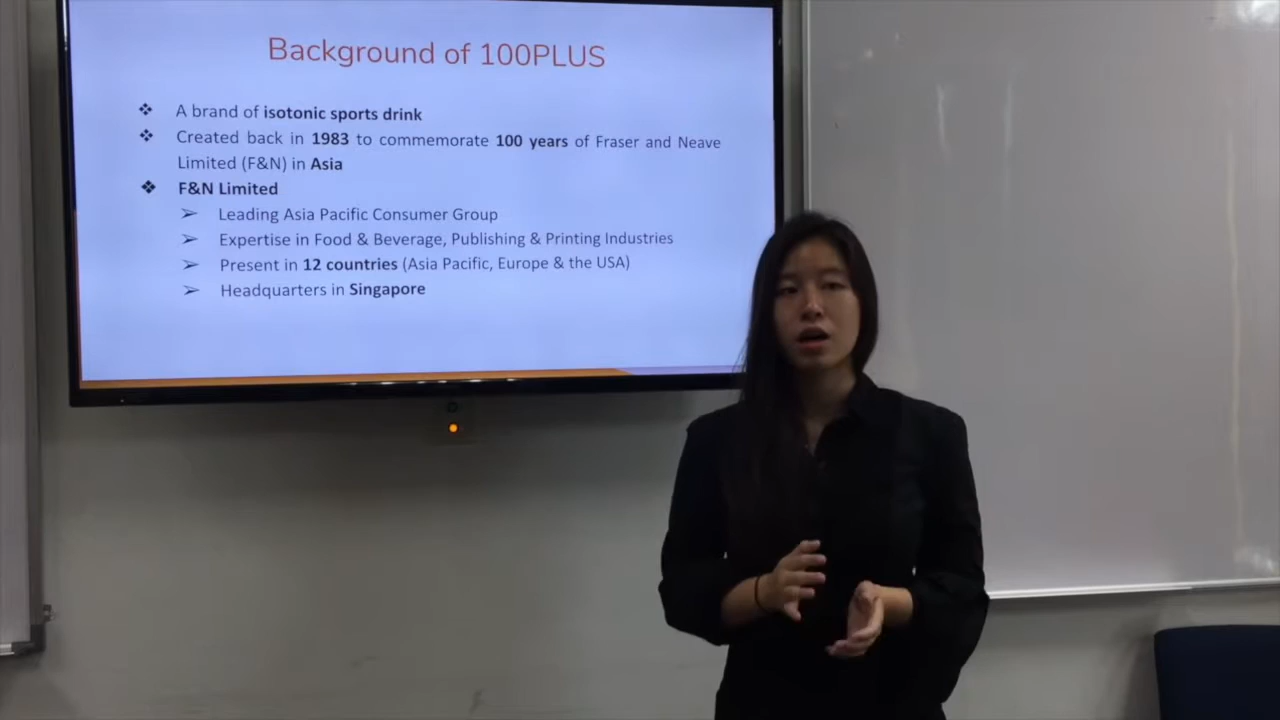 Background of 100PLUS
❖ A brand of isotonic sports drink
❖ Created back in 1983 to commemorate 100 years of Fraser and Neave
Limited (F&N) in Asia
❖ F&N Limited
➢ Leading Asia Pacific Consumer Group
➢ Expertise in Food & Beverage, Publishing & Printing Industries
➢ Present in 12 countries (Asia Pacific, Europe & the USA)
➢ Headquarters in Singapore